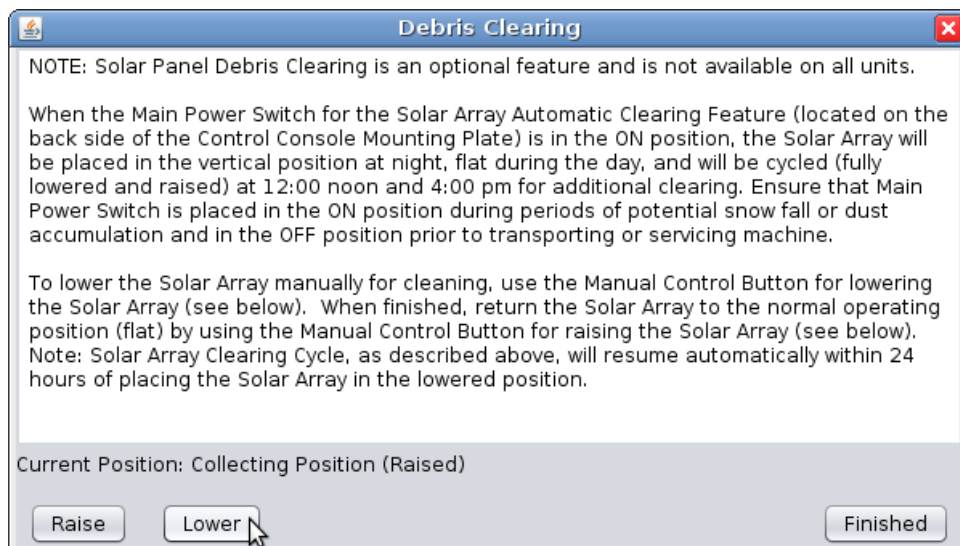 Debris Clearing
NOTE: Solar Panel Debris Clearing is an optional feature and is not available on all units.
When the Main Power Switch for the Solar Array Automatic Clearing Feature (located on the
back side of the Control Console Mounting Plate) is in the ON position, the Solar Array will
be placed in the vertical position at night, flat during the day, and will be cycled (fully
lowered and raised) at 12:00 noon and 4:00 pm for additional clearing. Ensure that Main
Power Switch is placed in the ON position during periods of potential snow fall or dust
accumulation and in the OFF position prior to transporting or servicing machine.
To lower the Solar Array manually for cleaning, use the Manual Control Button for lowering
the Solar Array (see below).  When finished, return the Solar Array to the normal operating
position (flat) by using the Manual Control Button for raising the Solar Array (see below).
Note: Solar Array Clearing Cycle, as described above, will resume automatically within 24
hours of placing the Solar Array in the lowered position.
Current Position: Collecting Position (Raised)
Raise Lower Finished